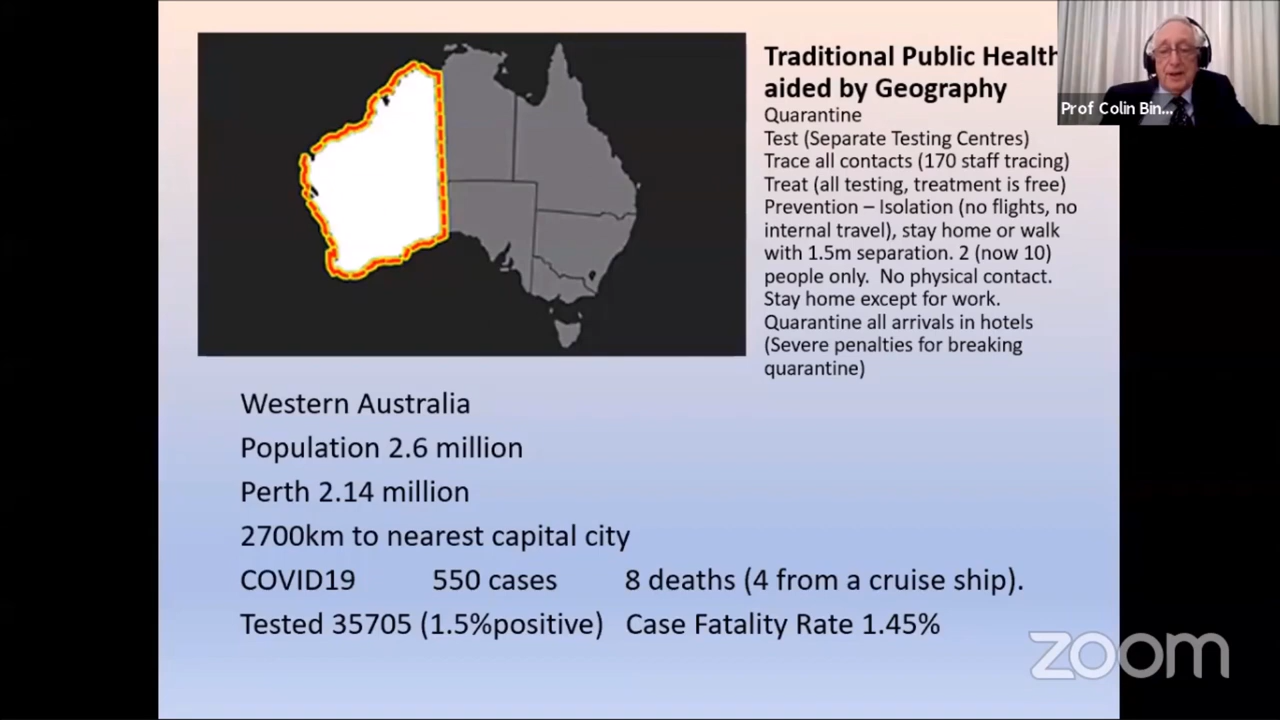 Traditional Public Health
aided by Geography
Quarantine
Test (Separate Testing Centres)
Trace all contacts (170 staff tracing)
Treat (all testing, treatment is free)
Prevention – Isolation (no flights, no
internal travel), stay home or walk
with 1.5m separation. 2 (now 10)
people only.  No physical contact.
Stay home except for work.
Quarantine all arrivals in hotels
(Severe penalties for breaking
quarantine)
Prof Colin Bin...
Western Australia
Population 2.6 million
Perth 2.14 million
2700km to nearest capital city
COVID19 550 cases 8 deaths (4 from a cruise ship).
Tested 35705 (1.5%positive) Case Fatality Rate 1.45%
zoom